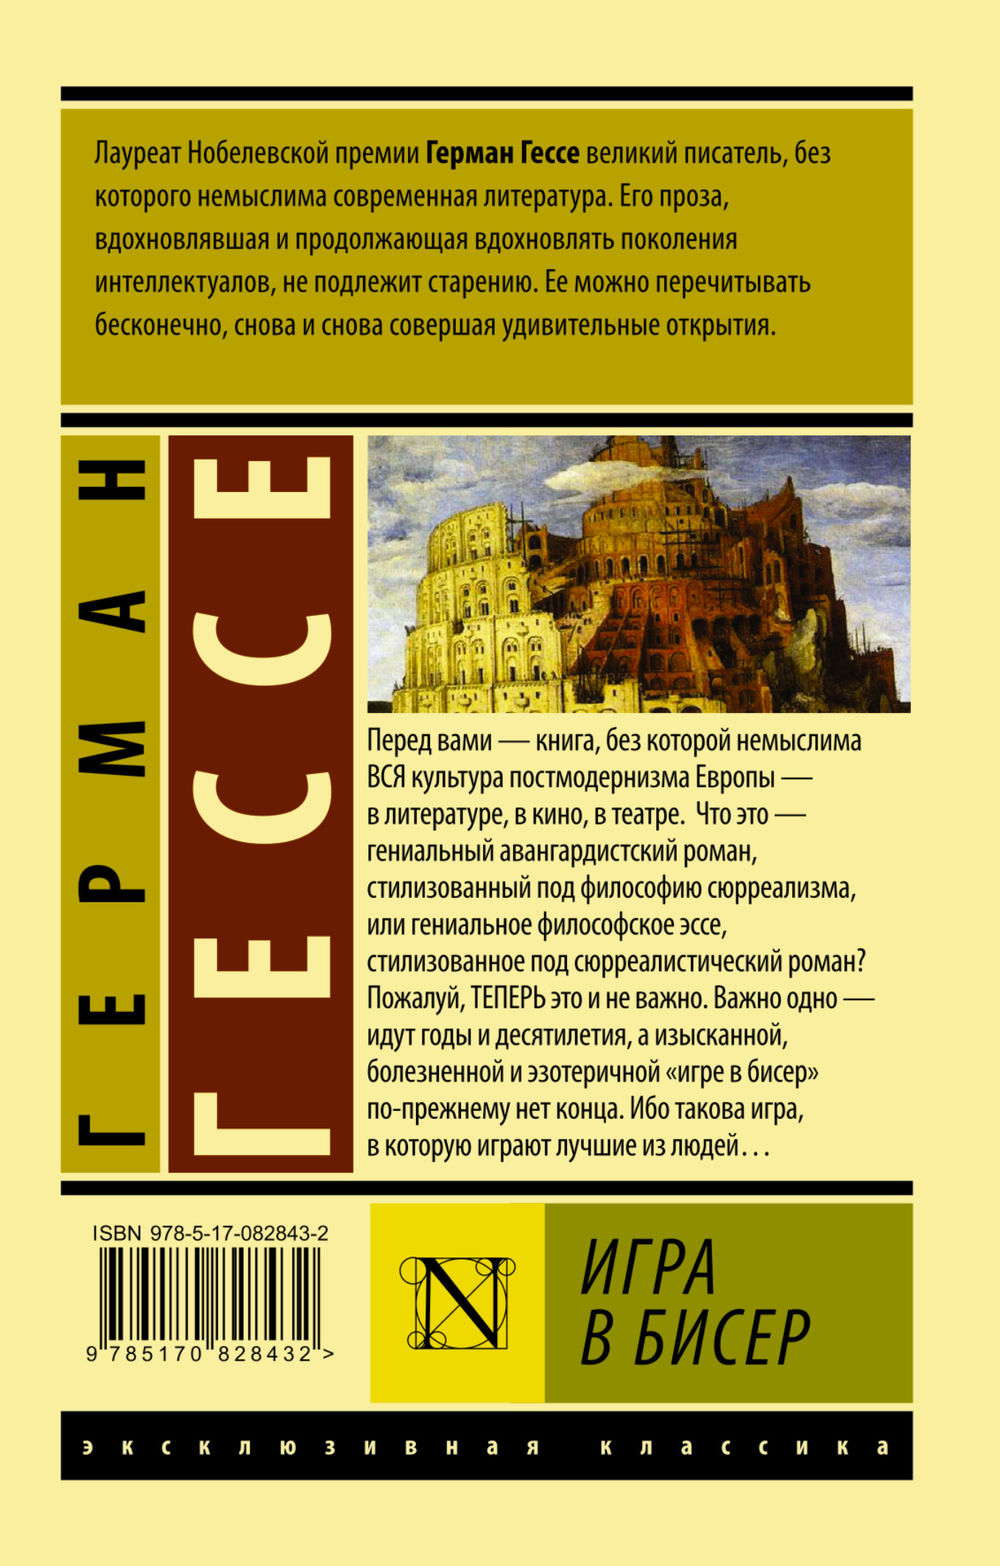 Лауреат Нобелевской премии Герман Гессе великий писатель, без
которого немыслима современная литература. Его проза,
вдохновлявшая и продолжающая вдохновлять поколения
интеллектуалов, не подлежит старению. Ее можно перечитывать
бесконечно, снова и снова совершая удивительные открытия.
ГЕРМАН
ГЕССЕ
Перед вами — книга, без которой немыслима
ВСЯ культура постмодернизма Европы —
в литературе, в кино, в театре. Что это —
гениальный авангардистский роман,
стилизованный под философию сюрреализма,
или гениальное философское эссе,
стилизованное под сюрреалистический роман?
Пожалуй, ТЕПЕРЬ это и не важно. Важно одно —
идут годы и десятилетия, а изысканной,
болезненной и эзотеричной «игре в бисер»
по-прежнему нет конца. Ибо такова игра,
в которую играют лучшие из людей...
ISBN 978-5-17-082843-2
9 785170 828432 >
N
ИГРА
В БИСЕР
эксклюзивная классика